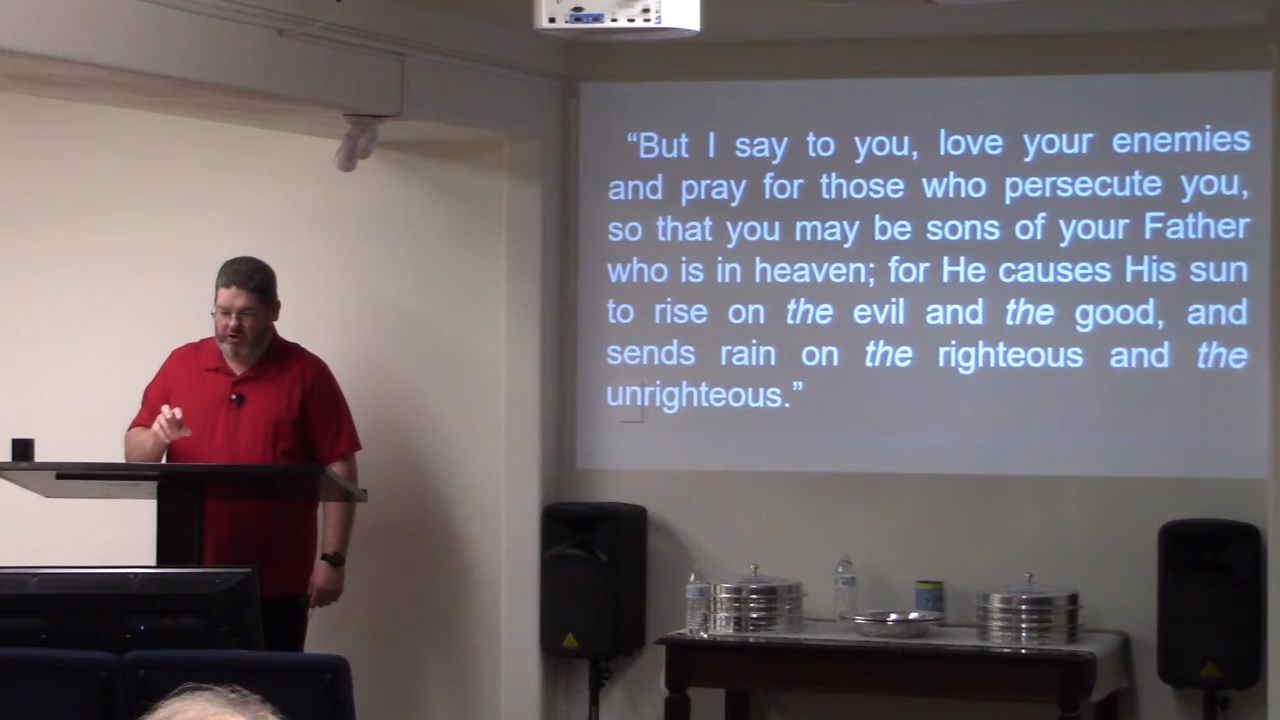 “But I say to you, love your enemies
and pray for those who persecute you,
so that you may be sons of your Father
who is in heaven; for He causes His sun
to rise on the evil and the good, and
sends rain on the righteous and the
unrighteous.”